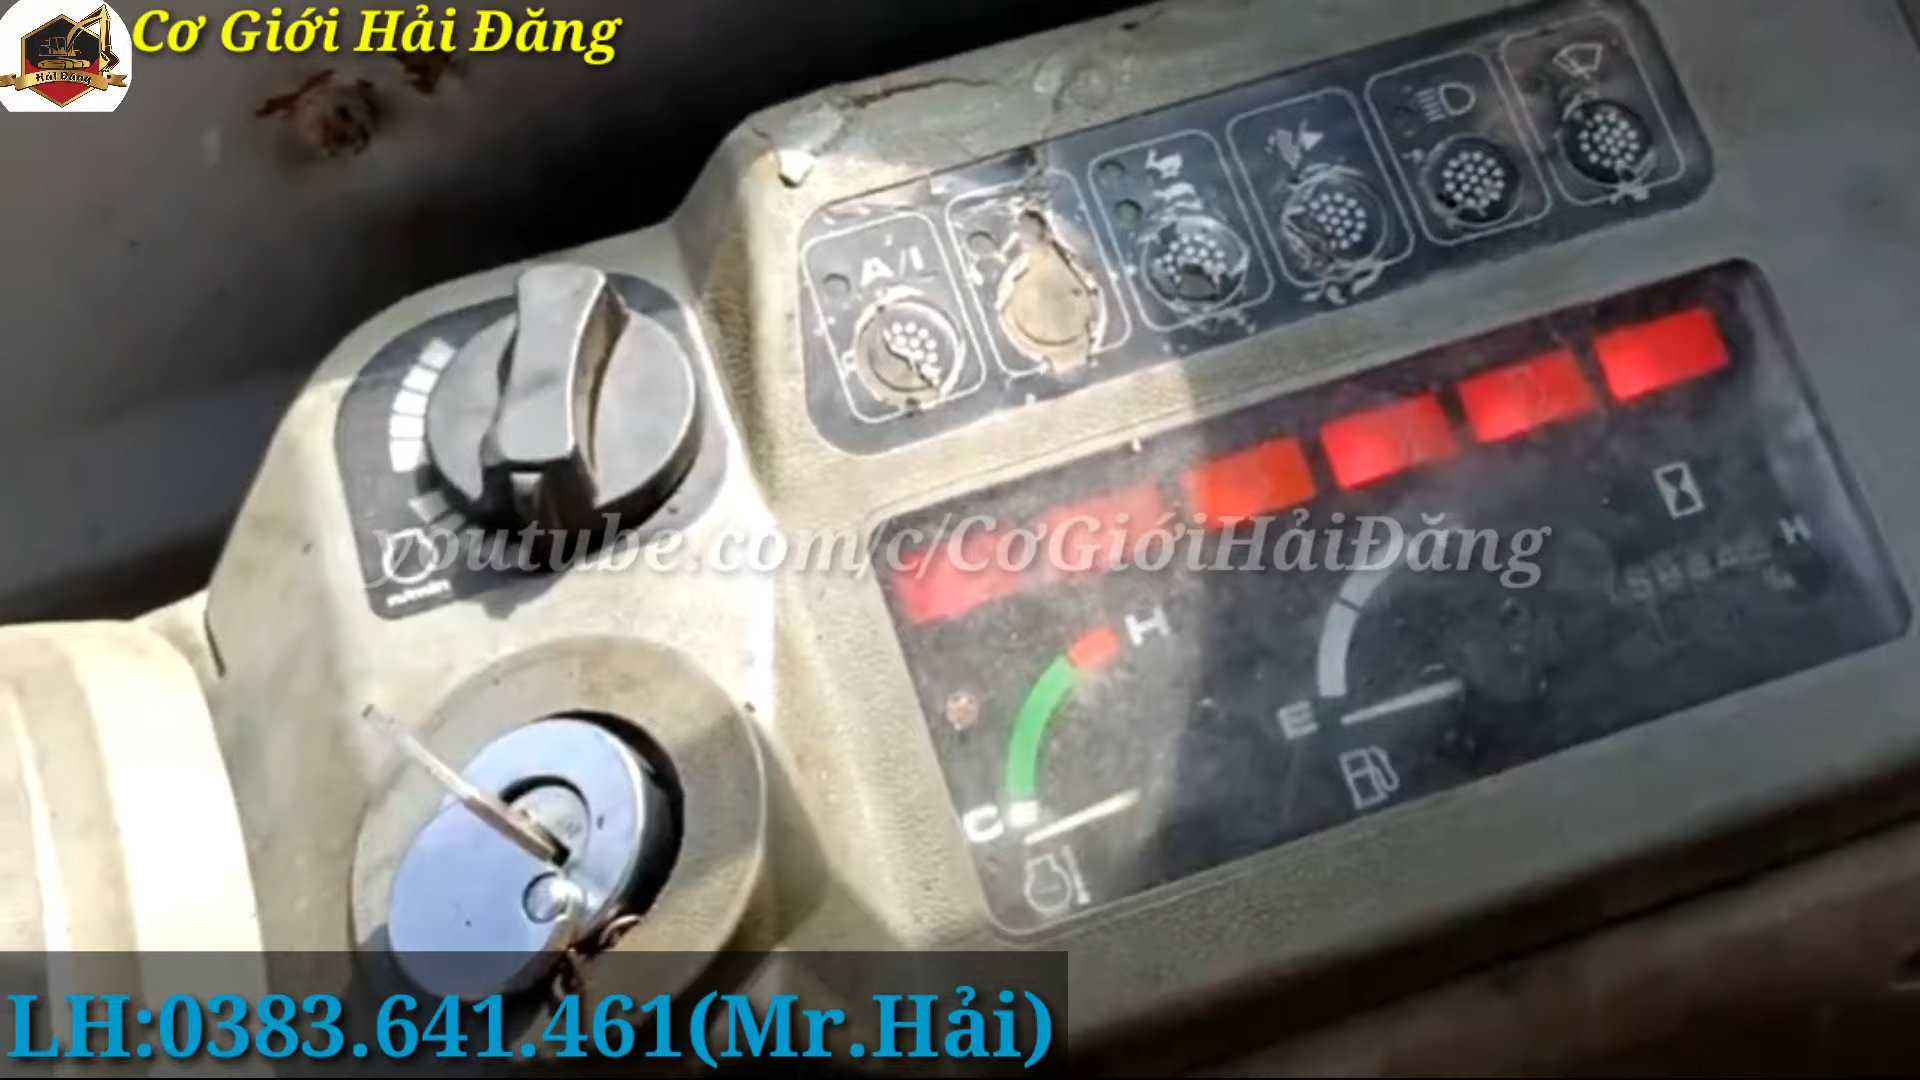 Cơ Giới Hải Đăng
Hải Đăng
A/I
youtube.com/c/CơGiớiHảiĐăng
H
H
E
C
LH:0383.641.461(Mr.Hải)